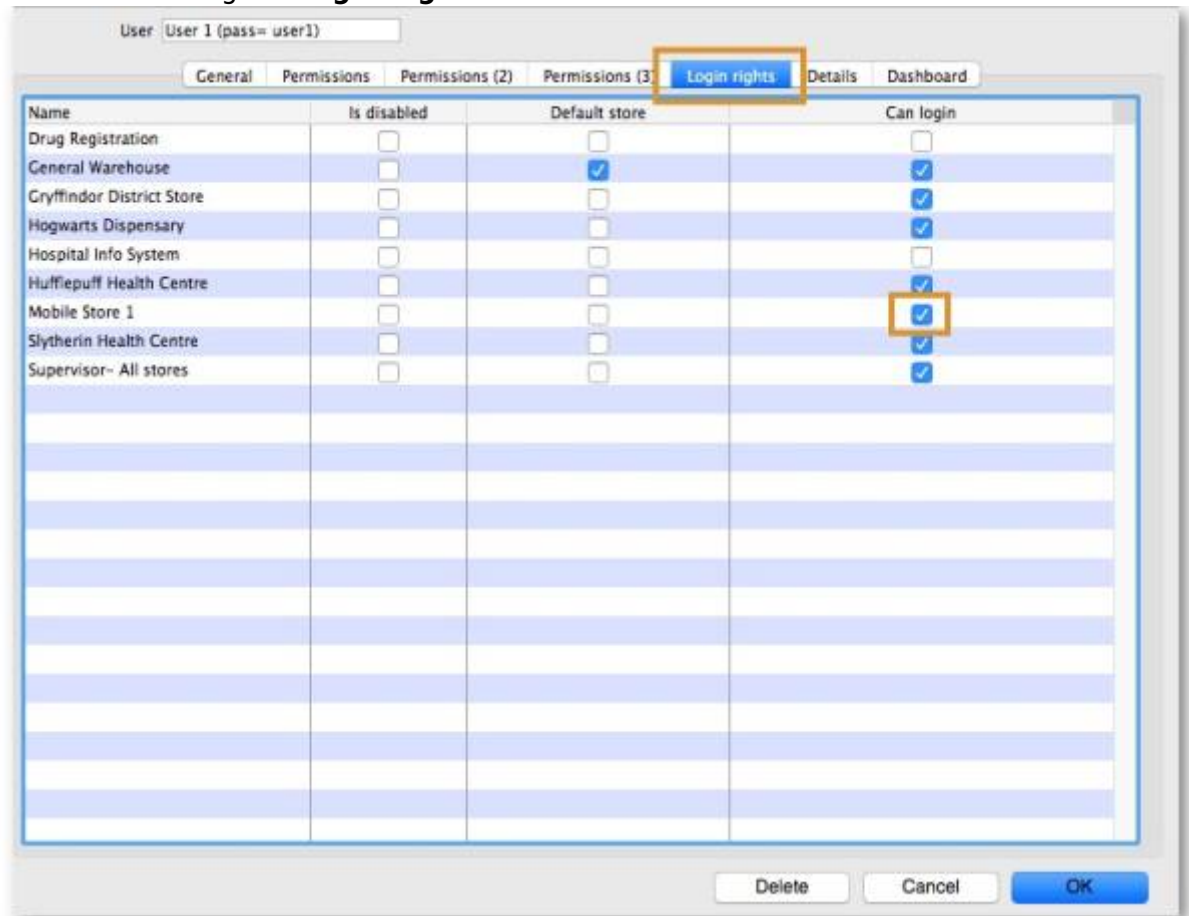 User User 1 (pass= user1)
General Permissions Permissions (2) Permissions (3) Login rights Details Dashboard
Name Is disabled Default store Can login
Drug Registration
General Warehouse
Gryffindor District Store
Hogwarts Dispensary
Hospital Info System
Hufflepuff Health Centre
Mobile Store 1
Slytherin Health Centre
Supervisor- All stores
Delete Cancel OK